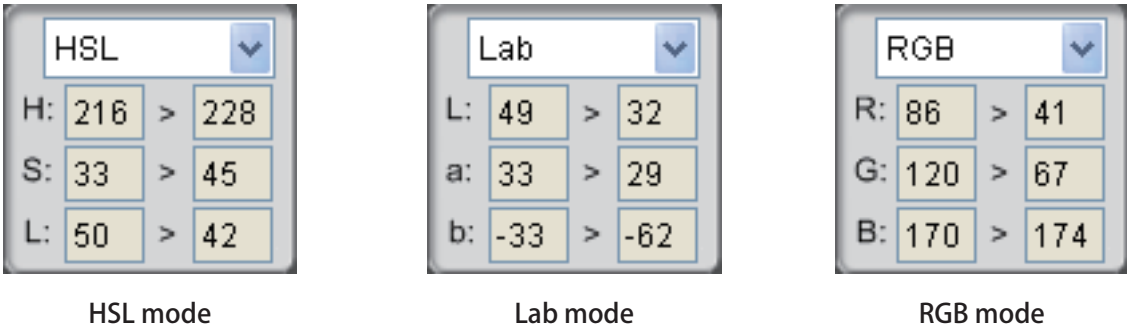 HSL
H: 216 > 228
S: 33 > 45
L: 50 > 42
HSL mode
Lab
L: 49 > 32
a: 33 > 29
b: -33 > -62
Lab mode
RGB
R: 86 > 41
G: 120 > 67
B: 170 > 174
RGB mode